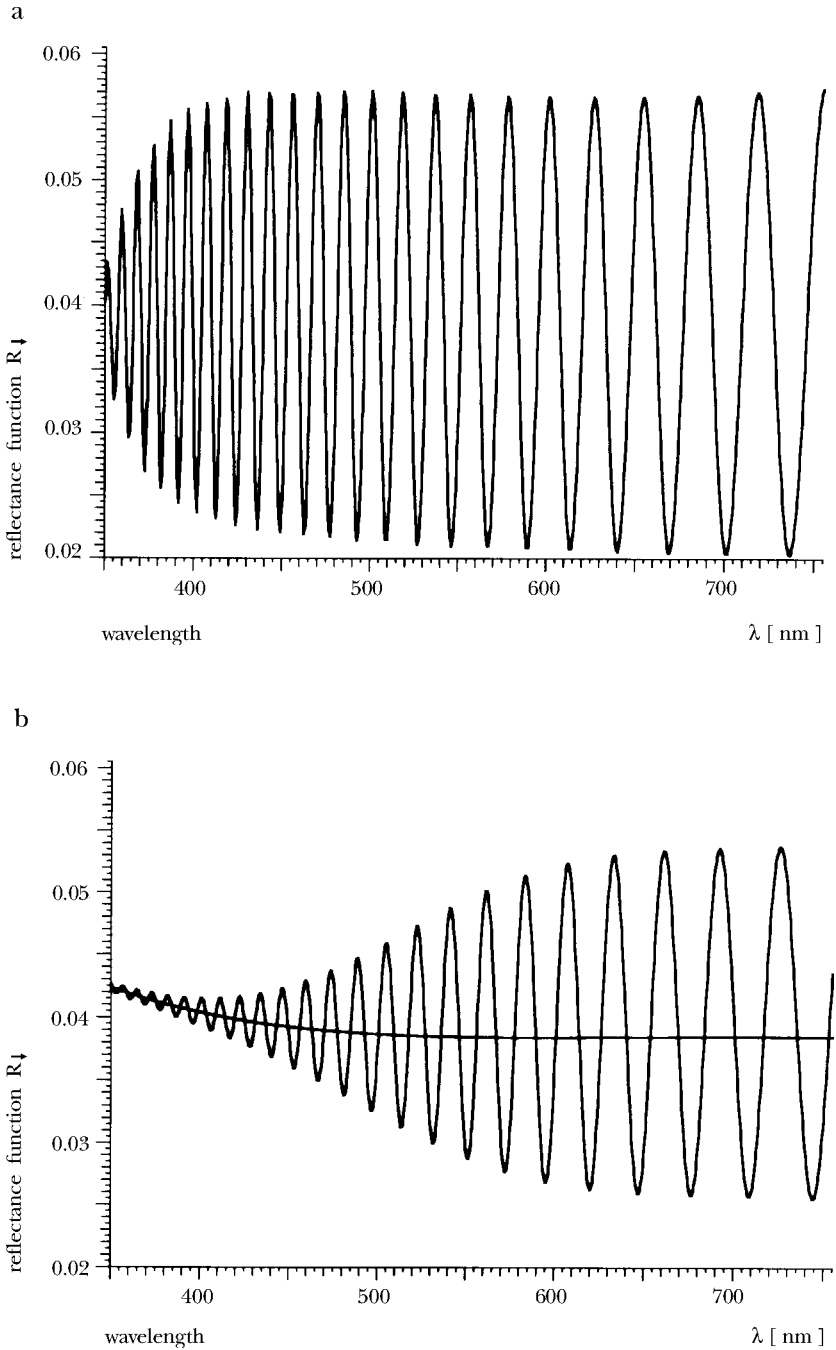 a
0.06
0.05
0.04
0.03
0.02
reflectance function R↓
400 500 600 700
wavelength λ [ nm ]
b
0.06
0.05
0.04
0.03
0.02
reflectance function R↓
400 500 600 700
wavelength λ [ nm ]